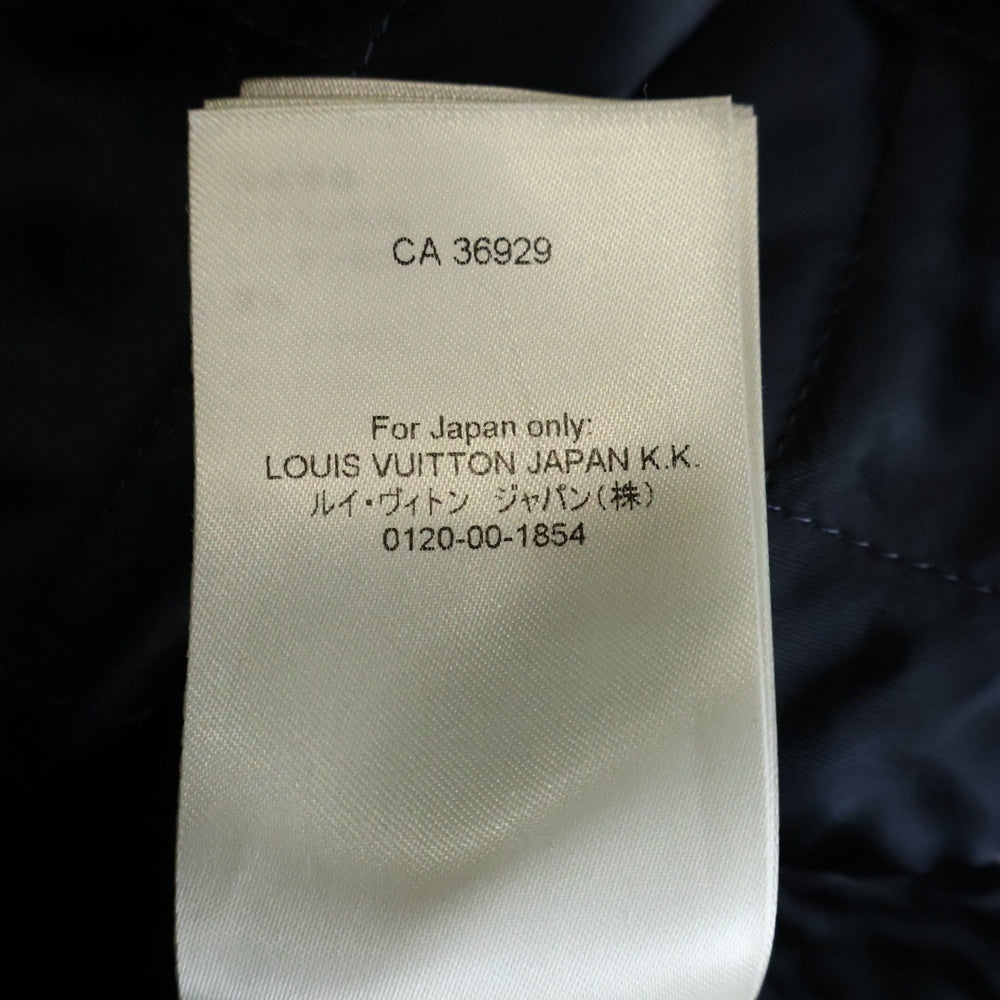 CA 36929
For Japan only:
LOUIS VUITTON JAPAN K.K.
ルイ・ヴィトン ジャパン(株)
0120-00-1854